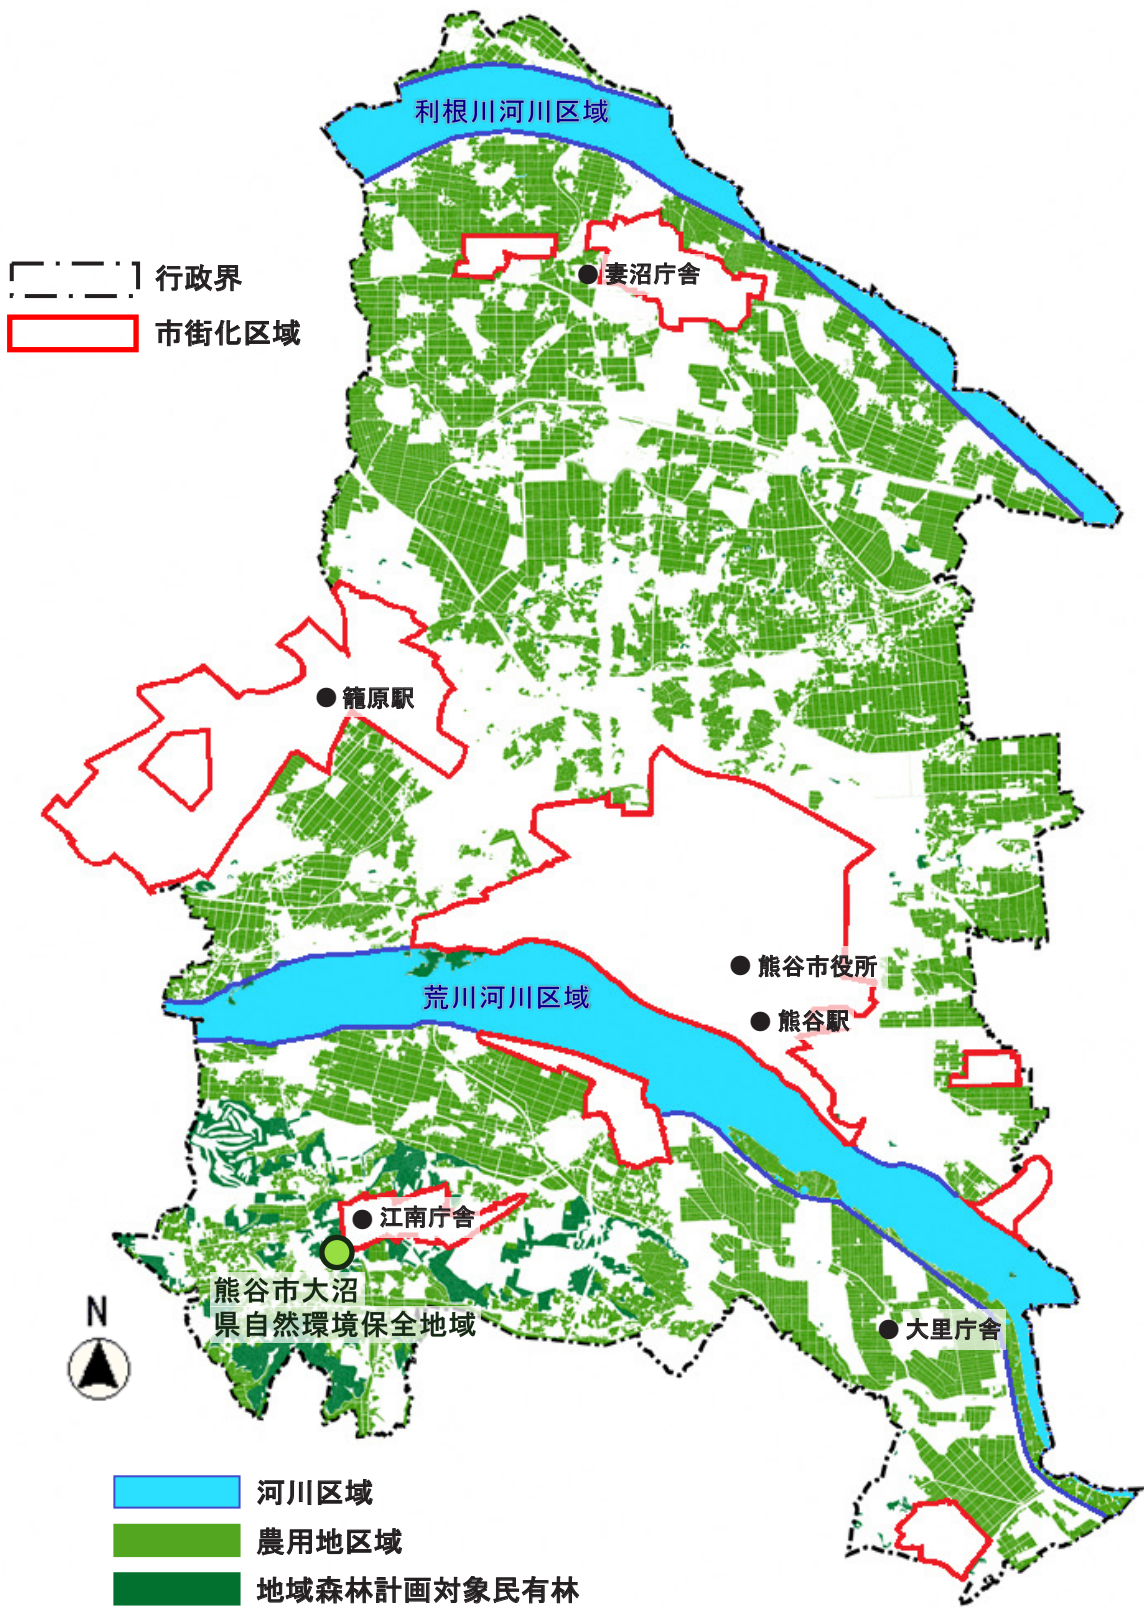 利根川河川区域
妻沼庁舎
行政界
市街化区域
籠原駅
熊谷市役所
荒川河川区域
熊谷駅
江南庁舎
熊谷市大沼
県自然環境保全地域
N
大里庁舎
河川区域
農用地区域
地域森林計画対象民有林